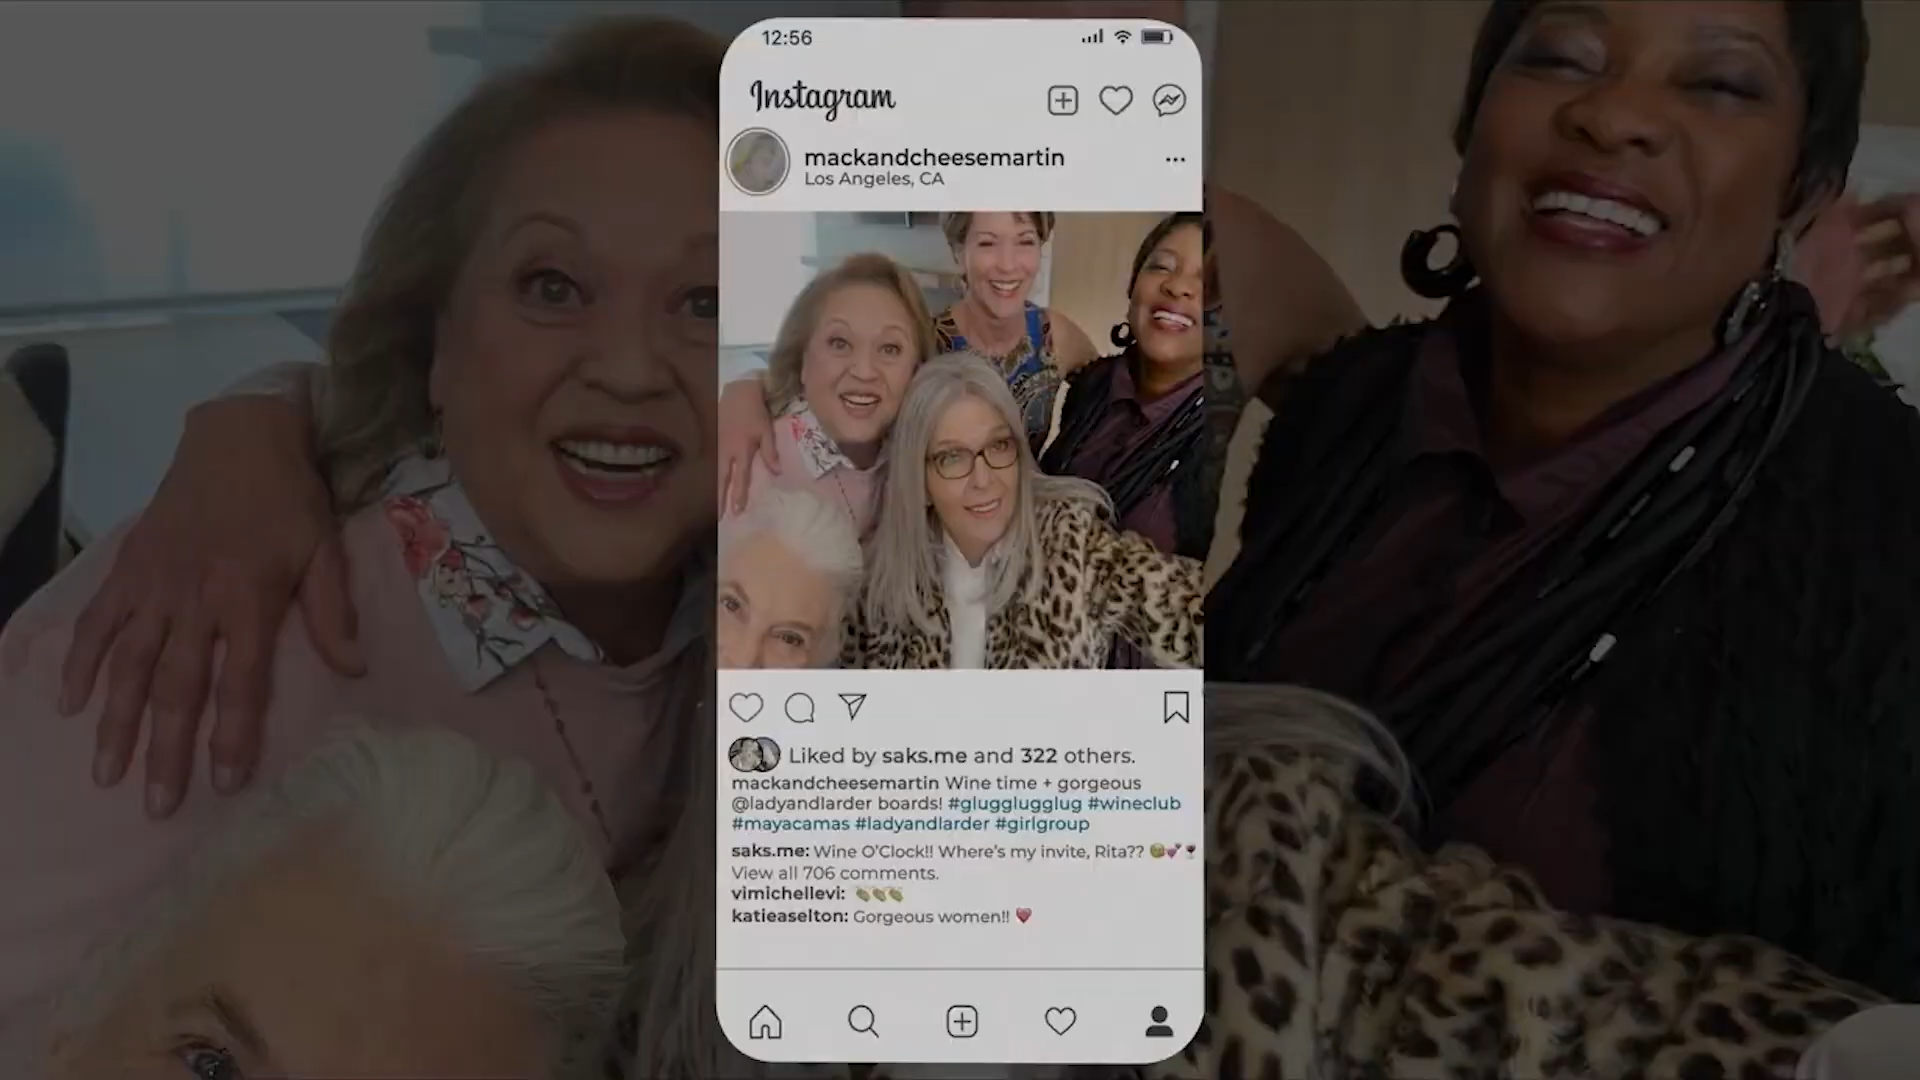 12:56
Instagram
mackandcheesemartin
Los Angeles, CA
Liked by saks.me and 322 others.
mackandcheesemartin Wine time + gorgeous
@ladyandlarder boards! #glugglugglug #wineclub
#mayacamas #ladyandlarder #girlgroup
saks.me: Wine O'Clock!! Where's my invite, Rita?? 🥲💕🍷
View all 706 comments.
vimichellevi: 👏👏👏
katieaselton: Gorgeous women!! 💗